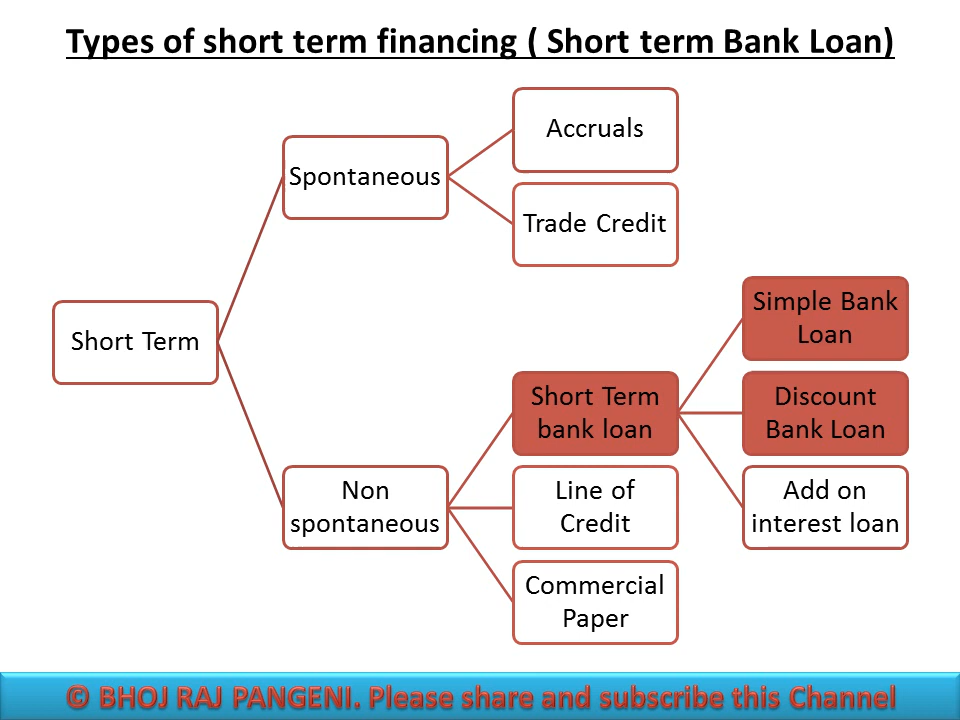 Types of short term financing ( Short term Bank Loan)
Accruals
Spontaneous
Trade Credit
Short Term
Simple Bank
Loan
Short Term
bank loan
Discount
Bank Loan
Non
spontaneous
Line of
Credit
Add on
interest loan
Commercial
Paper
© BHOJ RAJ PANGENI. Please share and subscribe this Channel